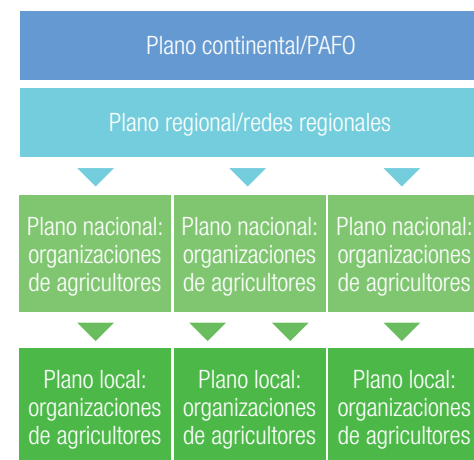 Plano continental/PAFO
Plano regional/redes regionales
Plano nacional:
organizaciones
de agricultores
Plano nacional:
organizaciones
de agricultores
Plano nacional:
organizaciones
de agricultores
Plano local:
organizaciones
de agricultores
Plano local:
organizaciones
de agricultores
Plano local:
organizaciones
de agricultores